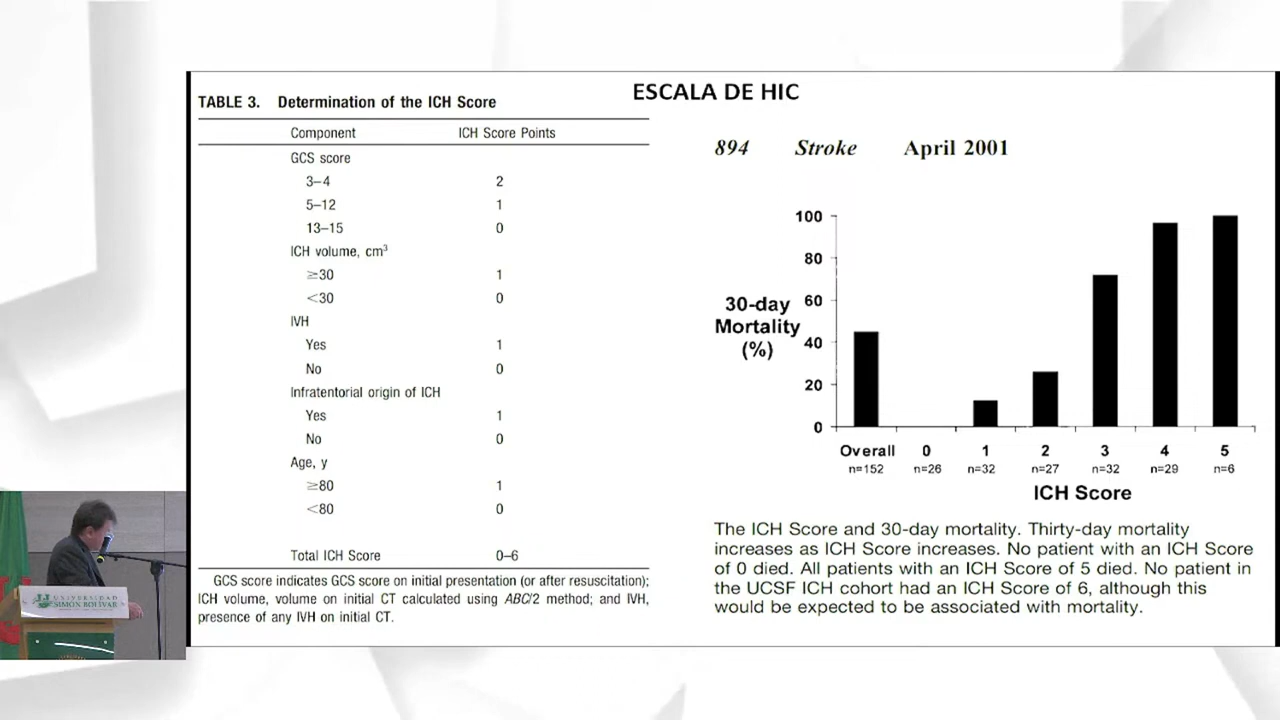 TABLE 3. Determination of the ICH Score
Component ICH Score Points
GCS score
3–4 2
5–12 1
13–15 0
ICH volume, cm³
≥30 1
<30 0
IVH
Yes 1
No 0
Infratentorial origin of ICH
Yes 1
No 0
Age, y
≥80 1
<80 0
Total ICH Score 0–6
GCS score indicates GCS score on initial presentation (or after resuscitation);
ICH volume, volume on initial CT calculated using ABC/2 method; and IVH,
presence of any IVH on initial CT.
ESCALA DE HIC
894 Stroke April 2001
100
80
60
40
20
0
30-day
Mortality
(%)
Overall 0 1 2 3 4 5
n=152 n=26 n=32 n=27 n=32 n=29 n=6
ICH Score
The ICH Score and 30-day mortality. Thirty-day mortality
increases as ICH Score increases. No patient with an ICH Score
of 0 died. All patients with an ICH Score of 5 died. No patient in
the UCSF ICH cohort had an ICH Score of 6, although this
would be expected to be associated with mortality.
UNIVERSIDAD
SIMÓN BOLÍVAR